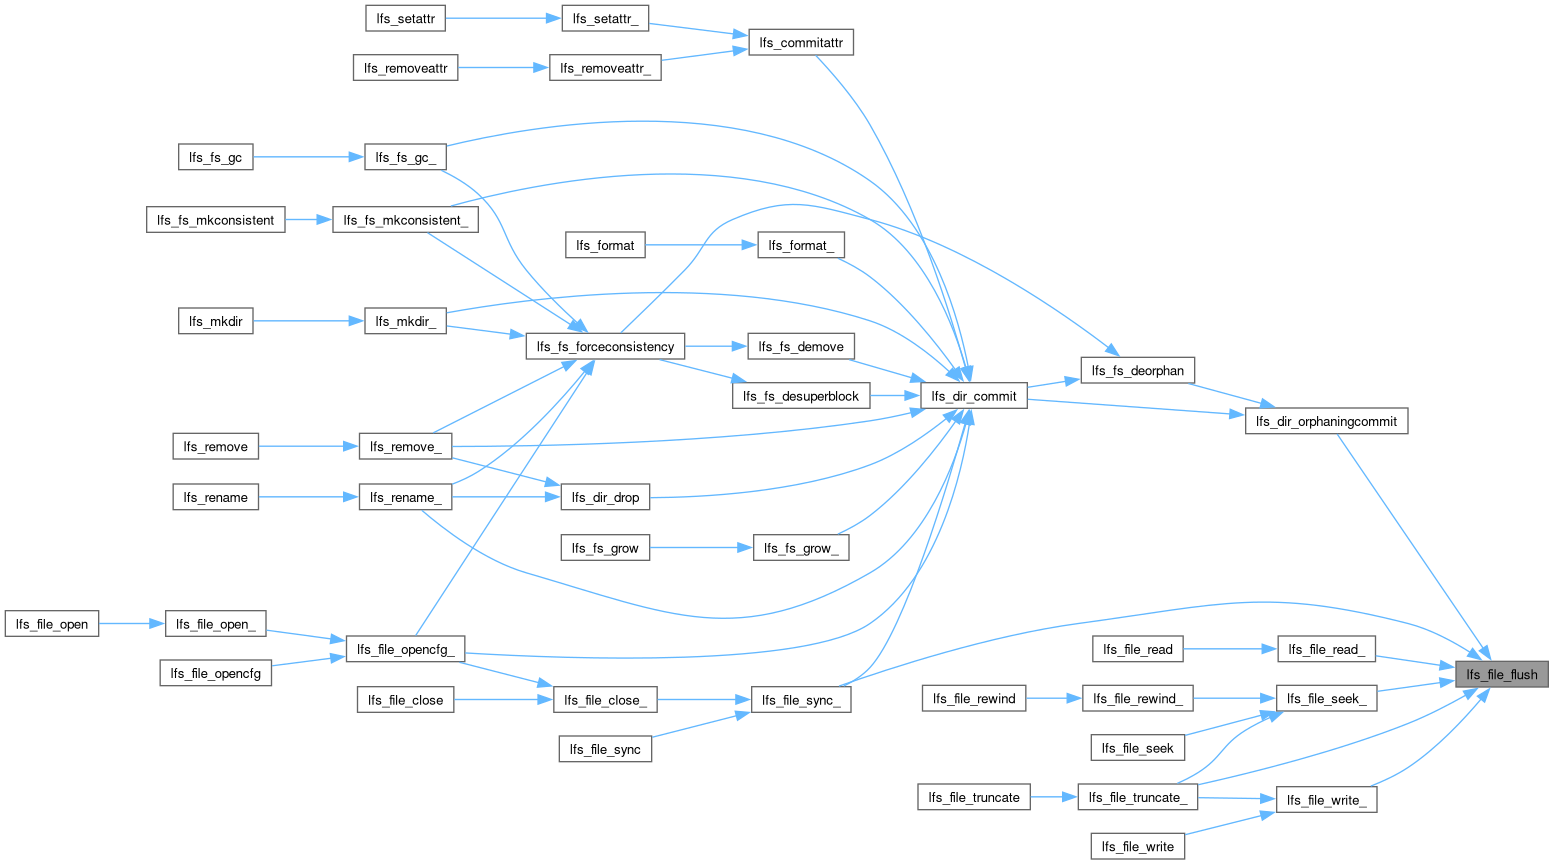 lfs_setattr
lfs_setattr_
lfs_commitattr
lfs_removeattr
lfs_removeattr_
lfs_fs_gc
lfs_fs_gc_
lfs_fs_mkconsistent
lfs_fs_mkconsistent_
lfs_format
lfs_format_
lfs_mkdir
lfs_mkdir_
lfs_fs_forceconsistency
lfs_fs_demove
lfs_fs_deorphan
lfs_fs_desuperblock
lfs_dir_commit
lfs_dir_orphaningcommit
lfs_remove
lfs_remove_
lfs_rename
lfs_rename_
lfs_dir_drop
lfs_fs_grow
lfs_fs_grow_
lfs_file_open
lfs_file_open_
lfs_file_opencfg_
lfs_file_read
lfs_file_read_
lfs_file_opencfg
lfs_file_flush
lfs_file_close
lfs_file_close_
lfs_file_sync_
lfs_file_rewind
lfs_file_rewind_
lfs_file_seek_
lfs_file_sync
lfs_file_seek
lfs_file_truncate
lfs_file_truncate_
lfs_file_write_
lfs_file_write